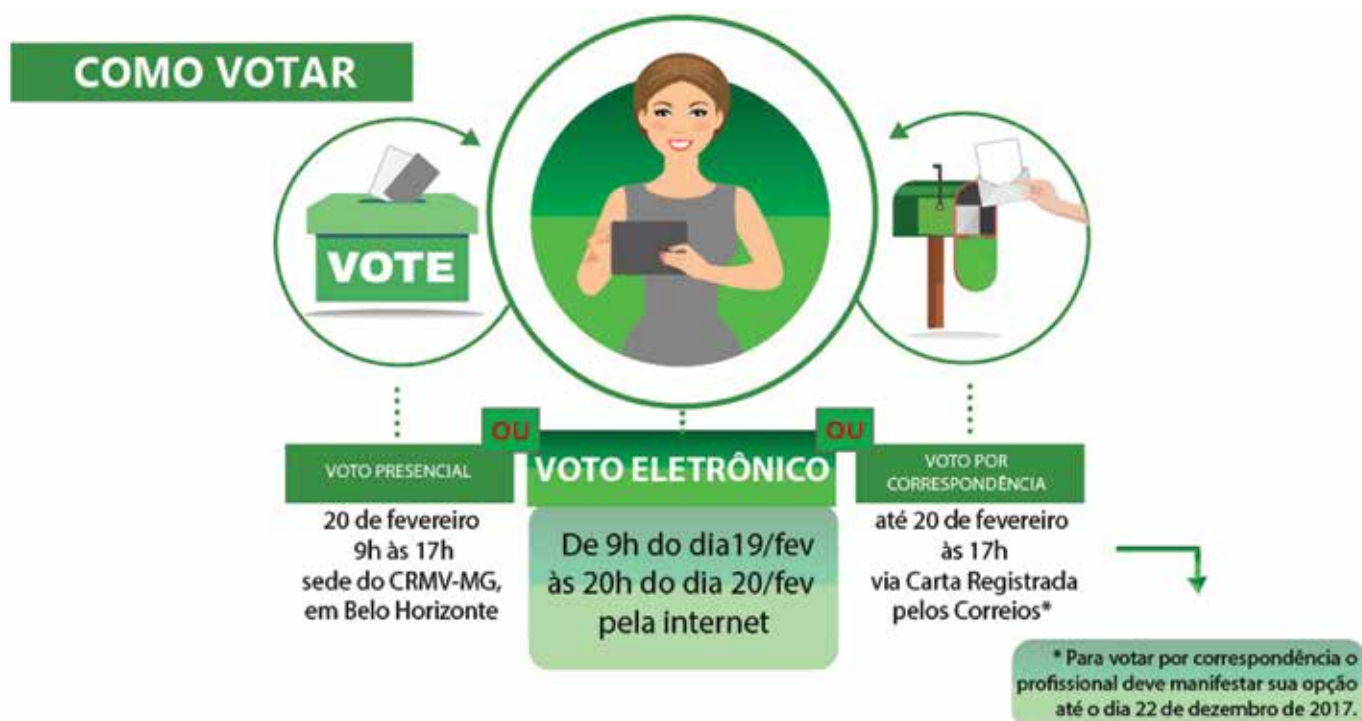 COMO VOTAR
VOTE
OU
OU
VOTO PRESENCIAL
20 de fevereiro
9h às 17h
sede do CRMV-MG,
em Belo Horizonte
VOTO ELETRÔNICO
De 9h do dia19/fev
às 20h do dia 20/fev
pela internet
VOTO POR
CORRESPONDÊNCIA
até 20 de fevereiro
às 17h
via Carta Registrada
pelos Correios*
* Para votar por correspondência o
profissional deve manifestar sua opção
até o dia 22 de dezembro de 2017.